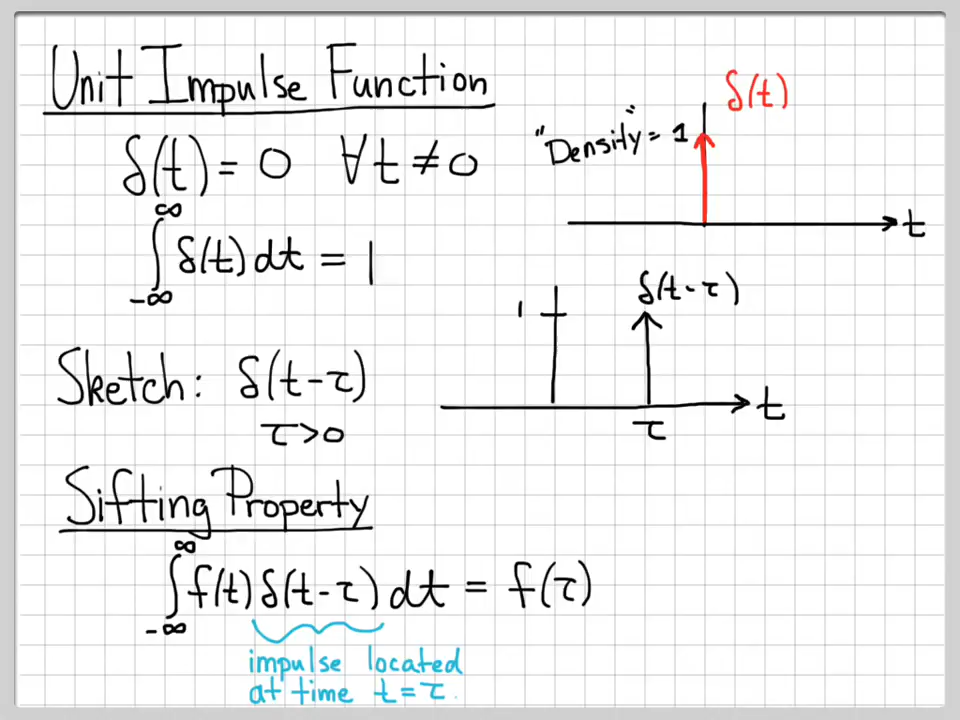 Unit Impulse Function
δ(t) = 0 ∀t ≠ 0
∫_{-∞}^{∞} δ(t) dt = 1
δ(t)
"Density" = 1
t
Sketch: δ(t-τ)
τ>0
1
δ(t-τ)
t
τ
Sifting Property
∫_{-∞}^{∞} f(t) δ(t-τ) dt = f(τ)
impulse located
at time t=τ.